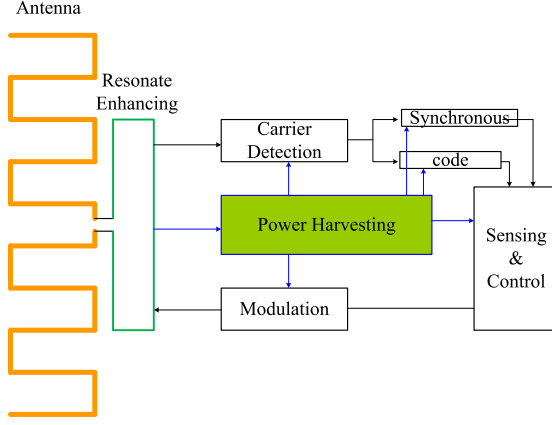 Antenna
Resonate
Enhancing
Carrier
Detection
Synchronous
code
Power Harvesting
Sensing
&
Control
Modulation